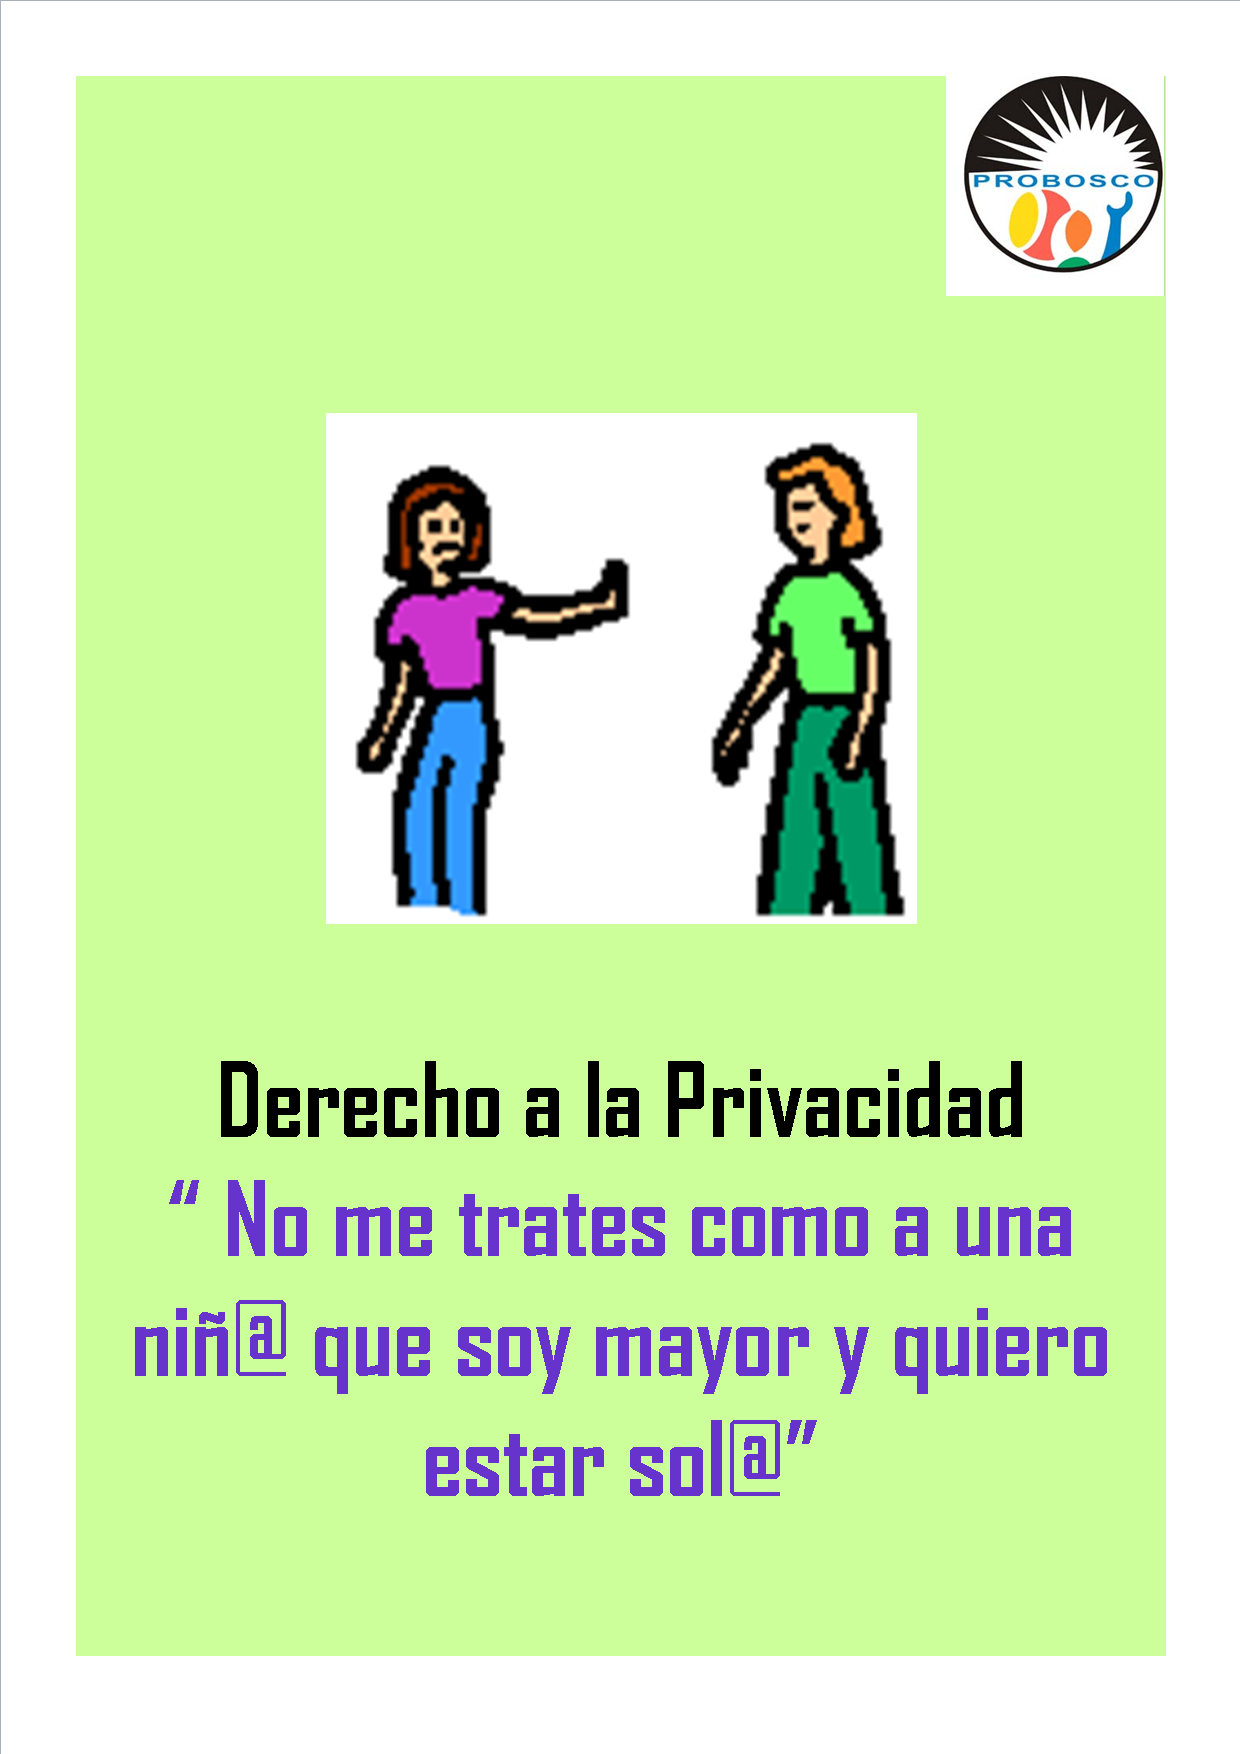 PROBOSCO
Derecho a la Privacidad
“ No me trates como a una
niñ@ que soy mayor y quiero
estar sol@”